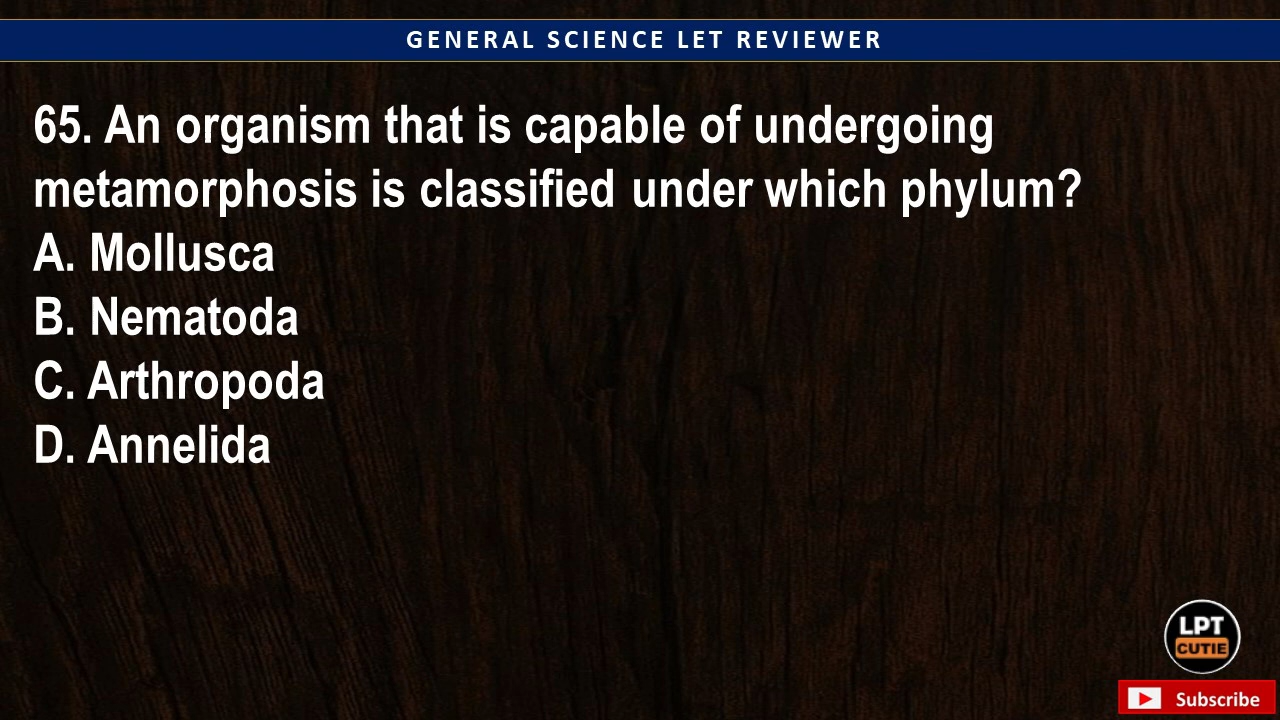 GENERAL SCIENCE LET REVIEWER
65. An organism that is capable of undergoing
metamorphosis is classified under which phylum?
A. Mollusca
B. Nematoda
C. Arthropoda
D. Annelida
LPT
CUTIE
Subscribe